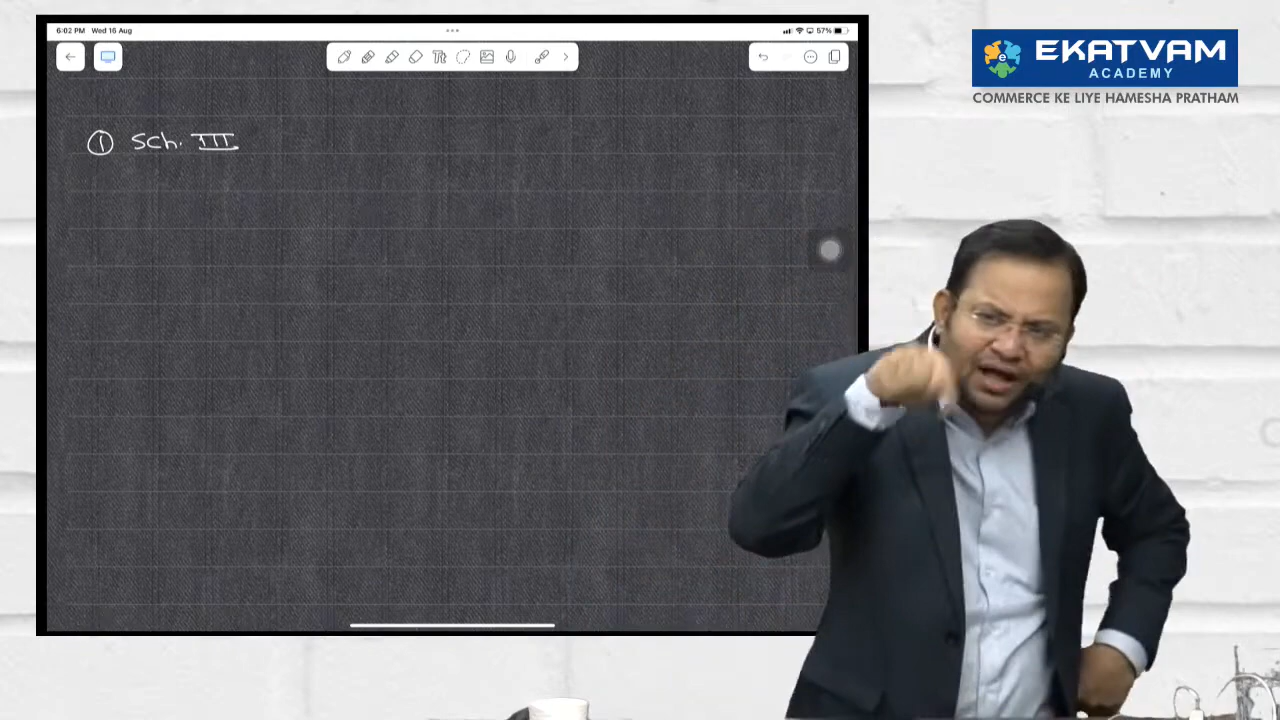 6:02 PM Wed 16 Aug
57%
EKATVAM
ACADEMY
COMMERCE KE LIYE HAMESHA PRATHAM
① Sch. III